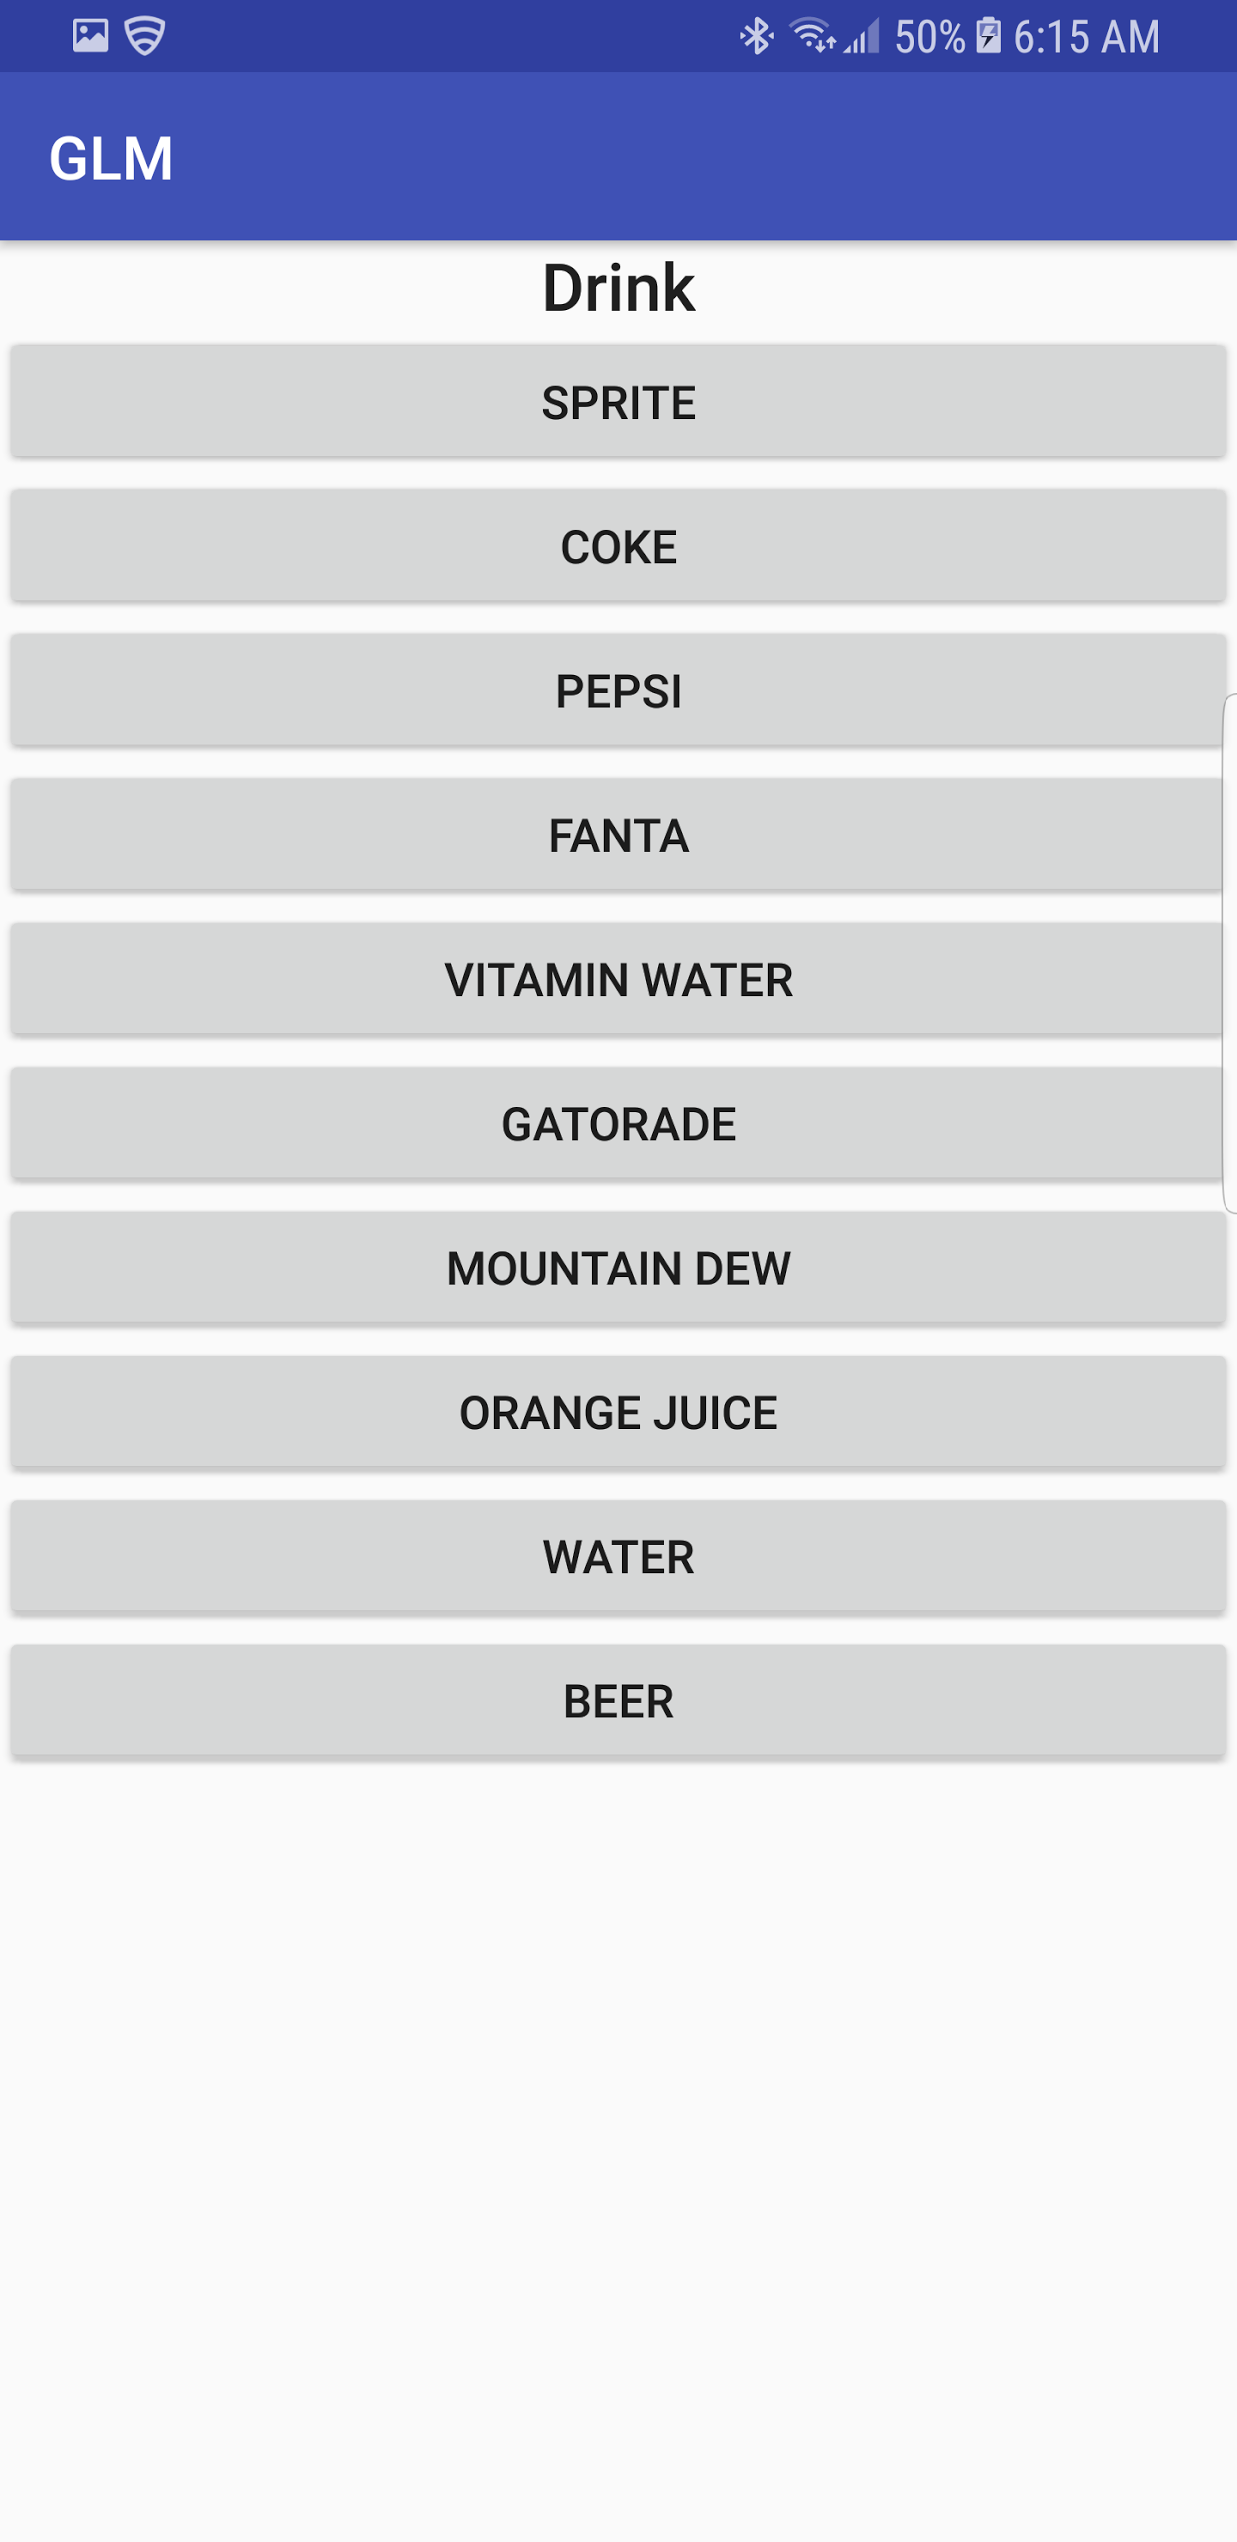 50% 6:15 AM
GLM
Drink
SPRITE
COKE
PEPSI
FANTA
VITAMIN WATER
GATORADE
MOUNTAIN DEW
ORANGE JUICE
WATER
BEER